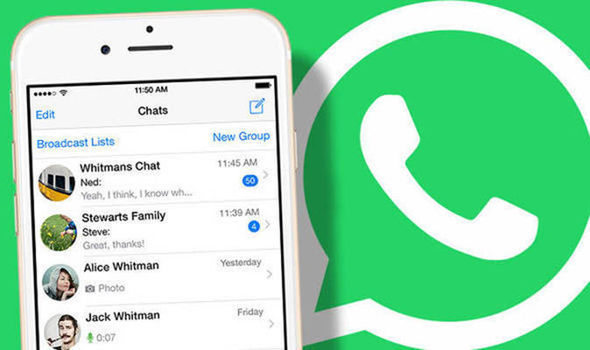 11:50 AM
Edit
Chats
Broadcast Lists
New Group
Whitmans Chat
11:45 AM
Ned:
50
Yeah, I think, I know wh...
Stewarts Family
11:39 AM
Steve:
4
Great, thanks!
Alice Whitman
Yesterday
Photo
Jack Whitman
Friday
0:07